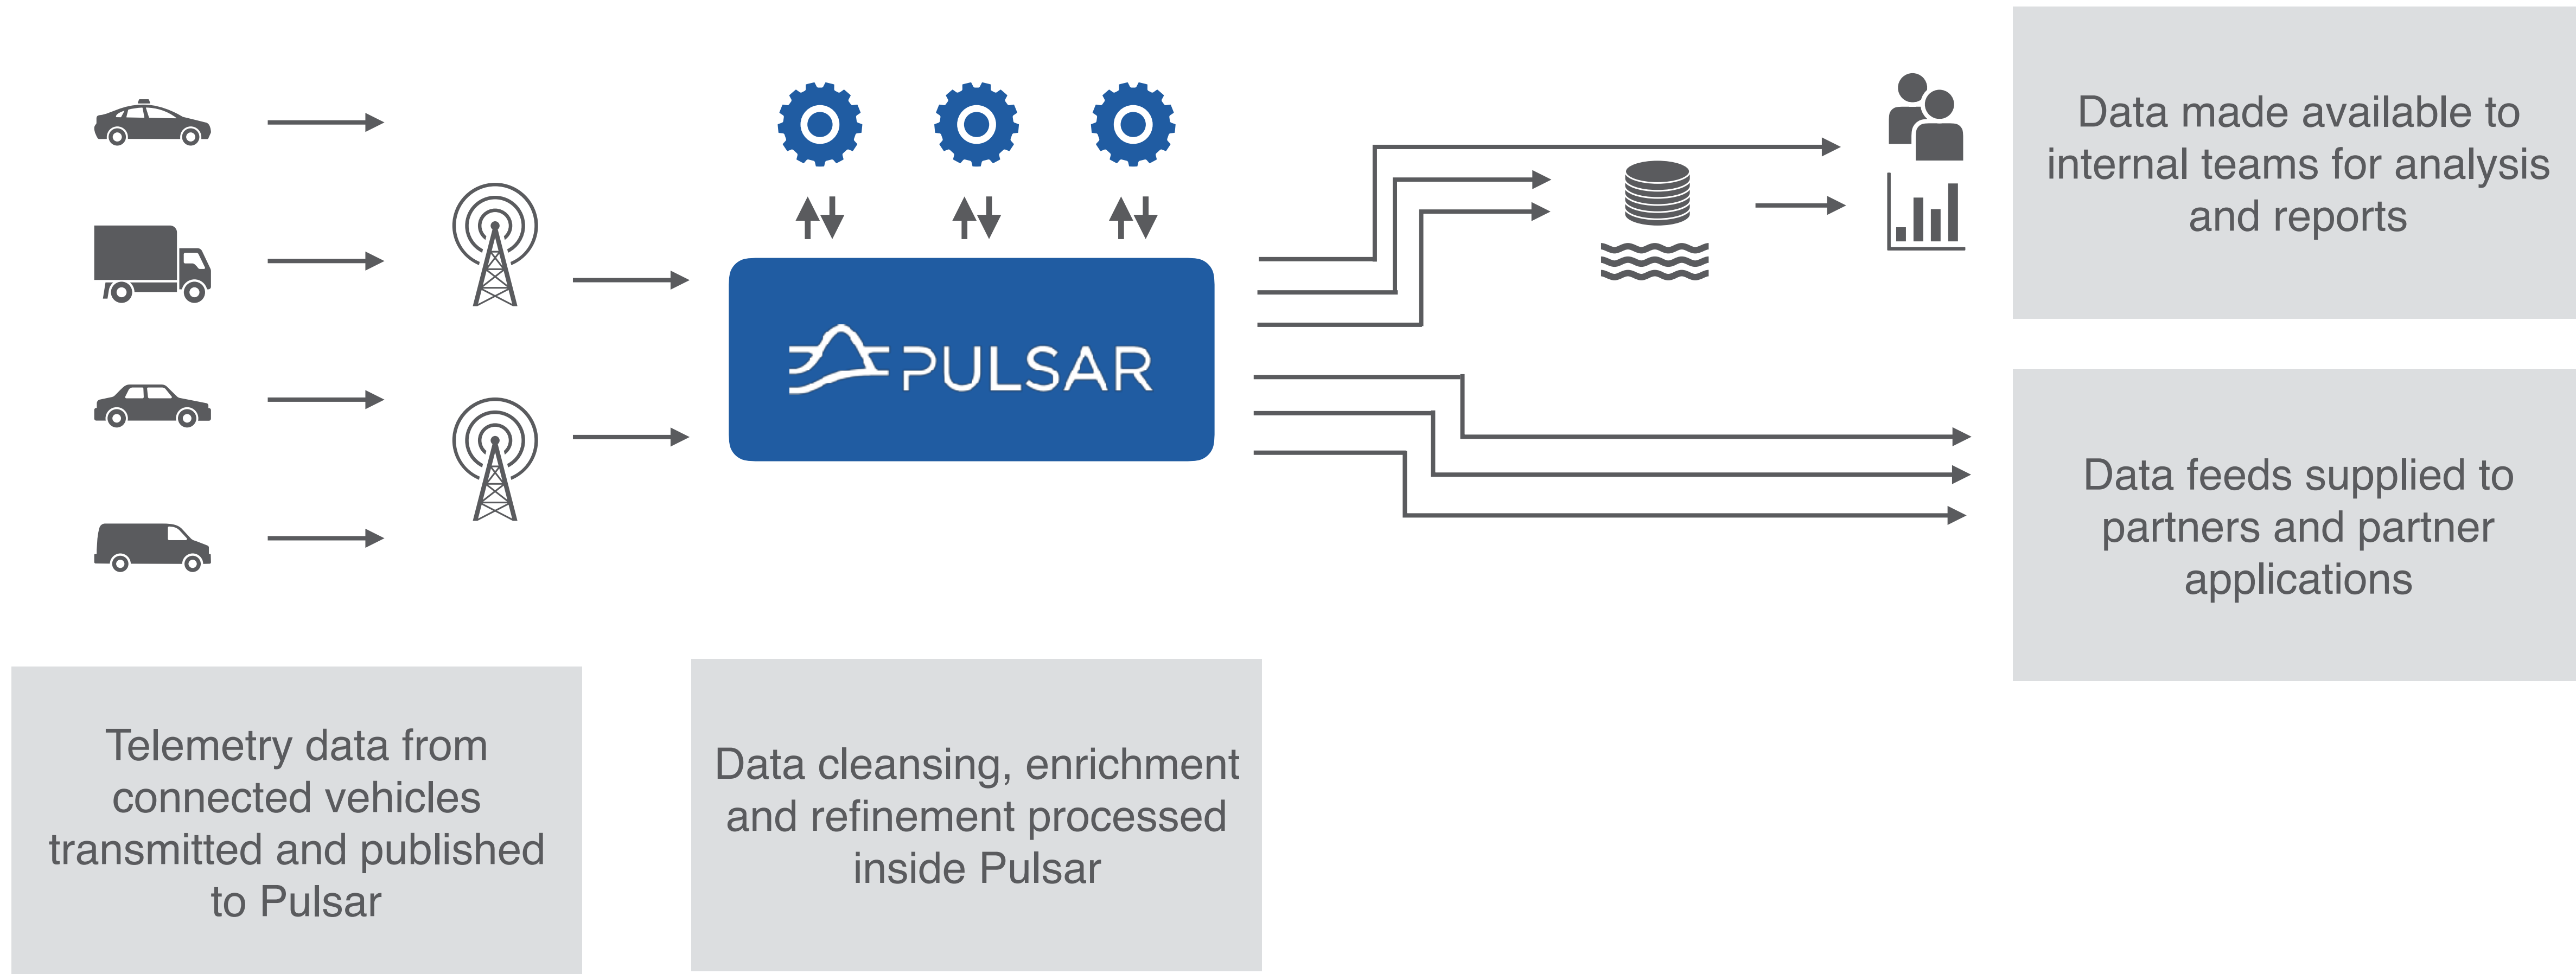 PULSAR
Data made available to
internal teams for analysis
and reports
Data feeds supplied to
partners and partner
applications
Telemetry data from
connected vehicles
transmitted and published
to Pulsar
Data cleansing, enrichment
and refinement processed
inside Pulsar